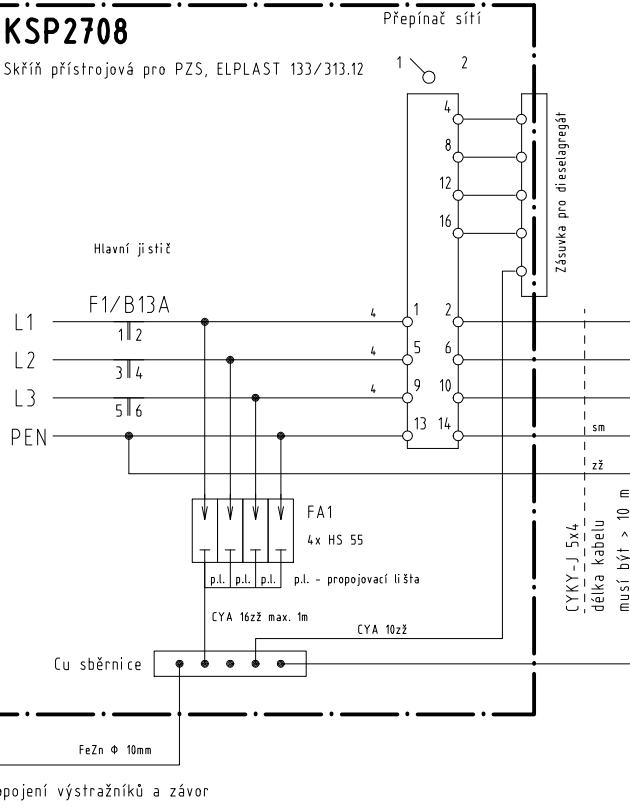 KSP2708
Přepínač sítí
Skříň přístrojová pro PZS, ELPLAST 133/313.12
1 2
4
8
12
16
Zásuvka pro dieselagregát
Hlavní jistič
F1/B13A
L1 1 2 4 1 2
L2 3 4 4 5 6
L3 5 6 4 9 10
PEN 13 14 sm
zž
FA1
4x HS 55
CYKY-J 5x4
délka kabelu
musí být > 10 m
p.l. p.l. p.l. p.l. - propojovací lišta
CYA 16zž max. 1m
CYA 10zž
Cu sběrnice
FeZn Φ 10mm
výstražníků a závor